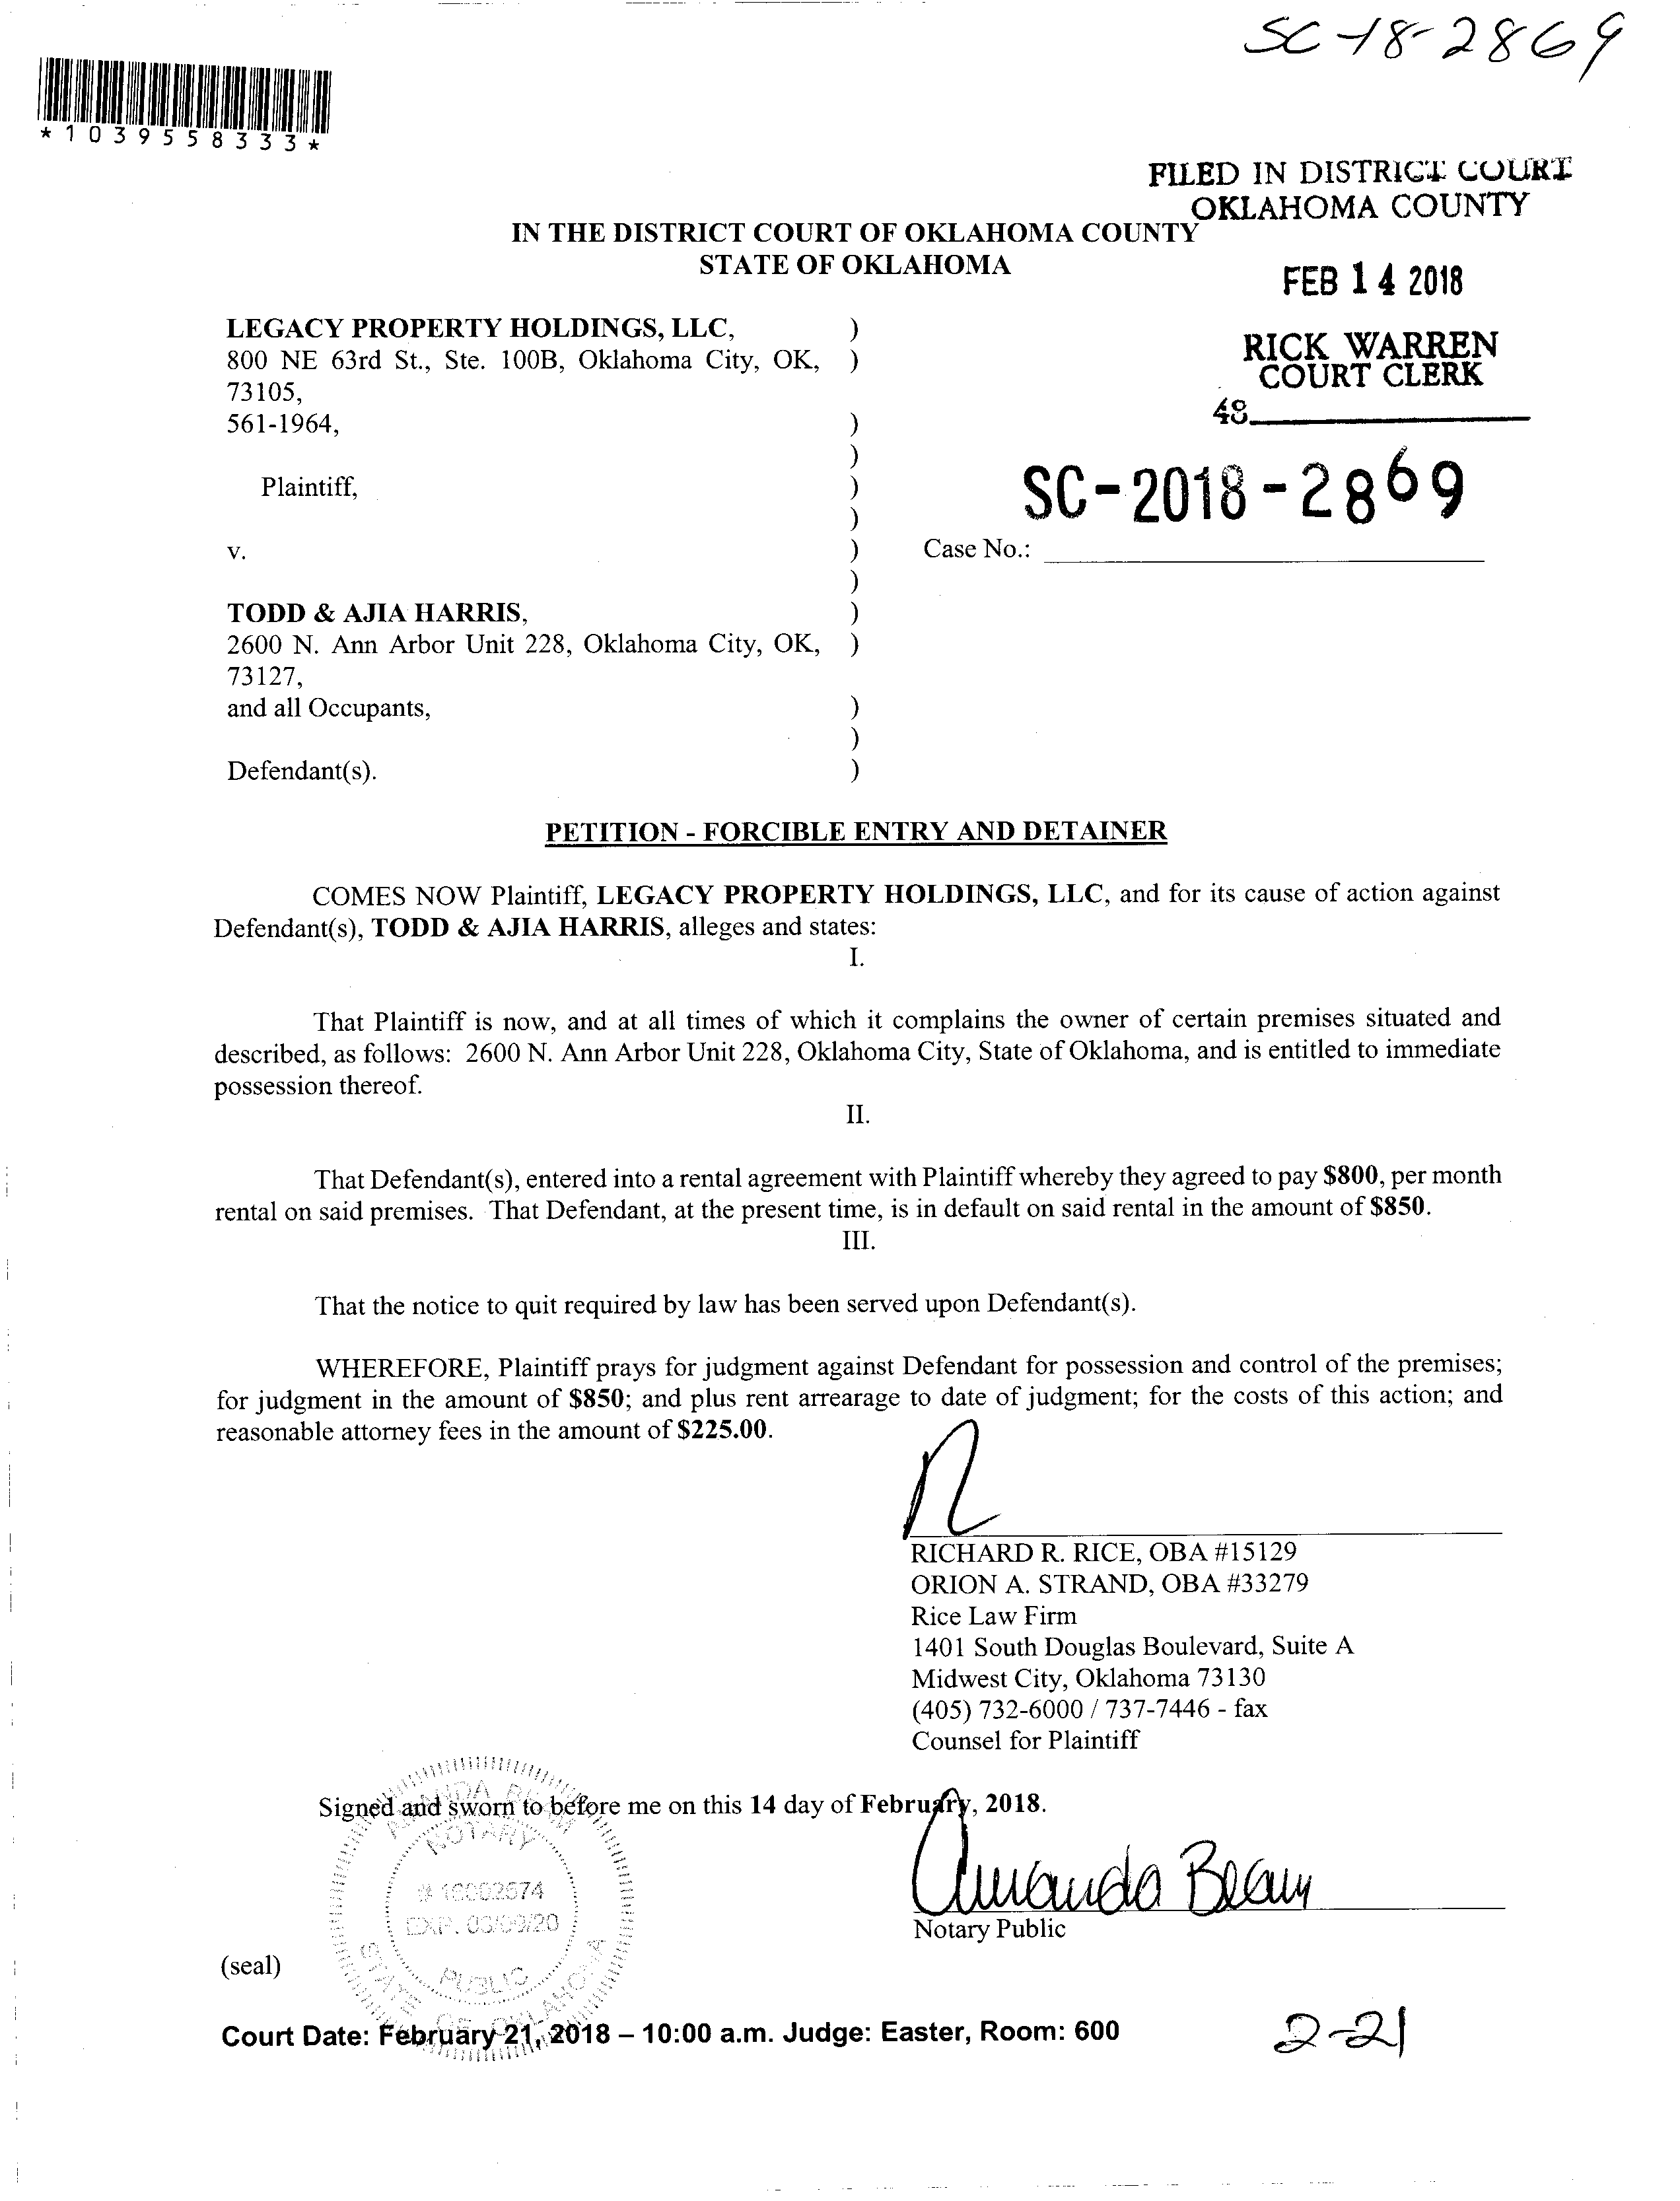 SC-18-2869
*1039558333*
FILED IN DISTRICT COURT
OKLAHOMA COUNTY
IN THE DISTRICT COURT OF OKLAHOMA COUNTY
STATE OF OKLAHOMA
FEB 14 2018
LEGACY PROPERTY HOLDINGS, LLC, )
800 NE 63rd St., Ste. 100B, Oklahoma City, OK, )
73105,
561-1964, )
RICK WARREN
COURT CLERK
48
)
Plaintiff, )
)
SC-2018-2869
v. )
Case No.:
)
TODD & AJIA HARRIS, )
2600 N. Ann Arbor Unit 228, Oklahoma City, OK, )
73127,
and all Occupants, )
)
Defendant(s). )
PETITION - FORCIBLE ENTRY AND DETAINER
COMES NOW Plaintiff, LEGACY PROPERTY HOLDINGS, LLC, and for its cause of action against
Defendant(s), TODD & AJIA HARRIS, alleges and states:
I.
That Plaintiff is now, and at all times of which it complains the owner of certain premises situated and
described, as follows: 2600 N. Ann Arbor Unit 228, Oklahoma City, State of Oklahoma, and is entitled to immediate
possession thereof.
II.
That Defendant(s), entered into a rental agreement with Plaintiff whereby they agreed to pay $800, per month
rental on said premises. That Defendant, at the present time, is in default on said rental in the amount of $850.
III.
That the notice to quit required by law has been served upon Defendant(s).
WHEREFORE, Plaintiff prays for judgment against Defendant for possession and control of the premises;
for judgment in the amount of $850; and plus rent arrearage to date of judgment; for the costs of this action; and
reasonable attorney fees in the amount of $225.00.
RICHARD R. RICE, OBA #15129
ORION A. STRAND, OBA #33279
Rice Law Firm
1401 South Douglas Boulevard, Suite A
Midwest City, Oklahoma 73130
(405) 732-6000 / 737-7446 - fax
Counsel for Plaintiff
Signed and sworn to before me on this 14 day of February, 2018.
AMANDA BEAM
NOTARY
EXP. 03/09/20
PUBLIC
STATE OF OKLAHOMA
Amanda Beam
Notary Public
(seal)
Court Date: February 21, 2018 – 10:00 a.m. Judge: Easter, Room: 600
2-21